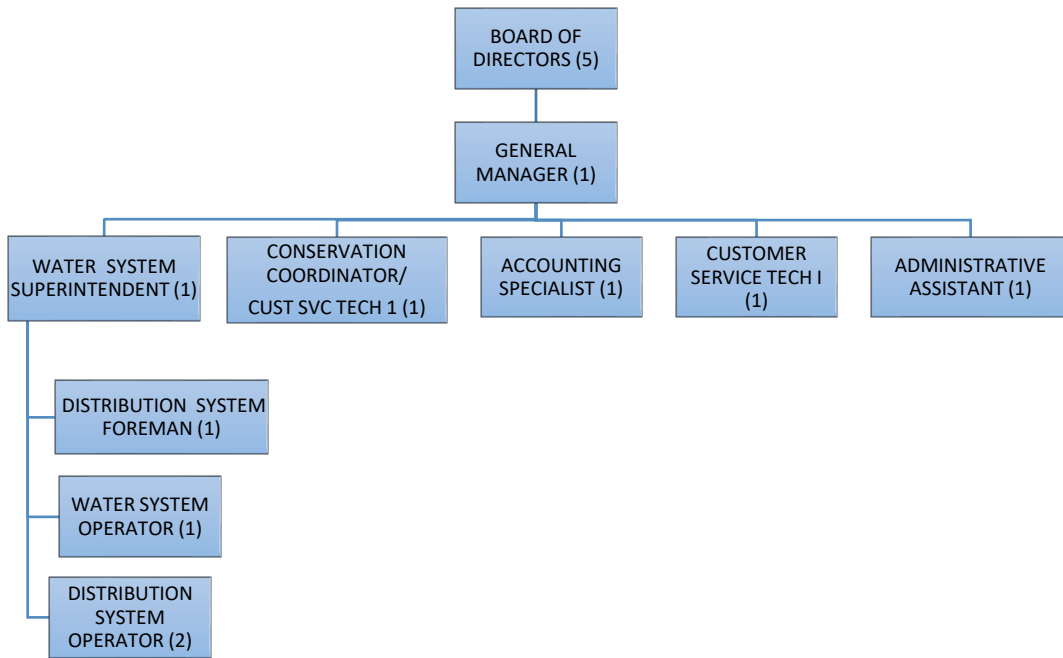 BOARD OF
DIRECTORS (5)
GENERAL
MANAGER (1)
WATER SYSTEM
SUPERINTENDENT (1)
CONSERVATION
COORDINATOR/
CUST SVC TECH 1 (1)
ACCOUNTING
SPECIALIST (1)
CUSTOMER
SERVICE TECH I
(1)
ADMINISTRATIVE
ASSISTANT (1)
DISTRIBUTION SYSTEM
FOREMAN (1)
WATER SYSTEM
OPERATOR (1)
DISTRIBUTION
SYSTEM
OPERATOR (2)